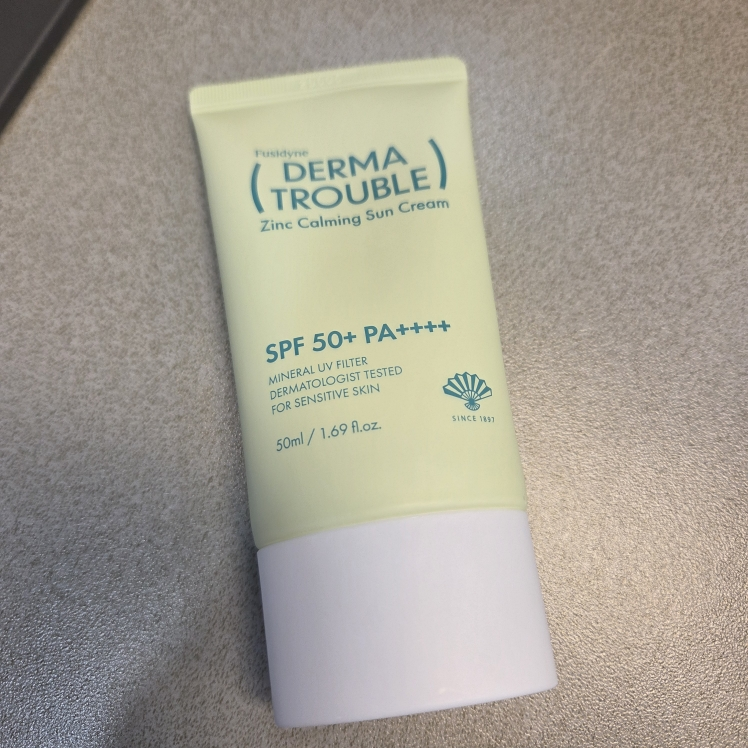 Fusidyne
( DERMA
TROUBLE )
Zinc Calming Sun Cream
SPF 50+ PA++++
MINERAL UV FILTER
DERMATOLOGIST TESTED
FOR SENSITIVE SKIN
50ml / 1.69 fl.oz.
SINCE 1897